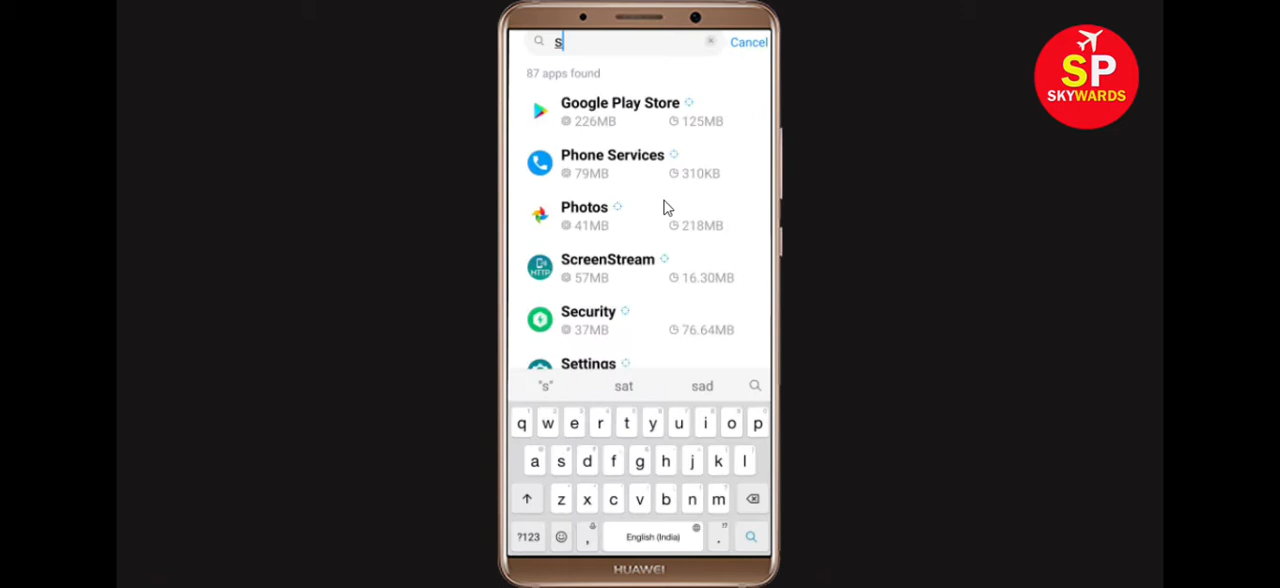 s
Cancel
87 apps found
Google Play Store
226MB
125MB
Phone Services
79MB
310KB
Photos
41MB
218MB
HTTP
ScreenStream
57MB
16.30MB
Security
37MB
76.64MB
Settings
"s"
sat
sad
q w e r t y u i o p
a s d f g h j k l
z x c v b n m
?123 , English (India) .
HUAWEI
SP
SKYWARDS